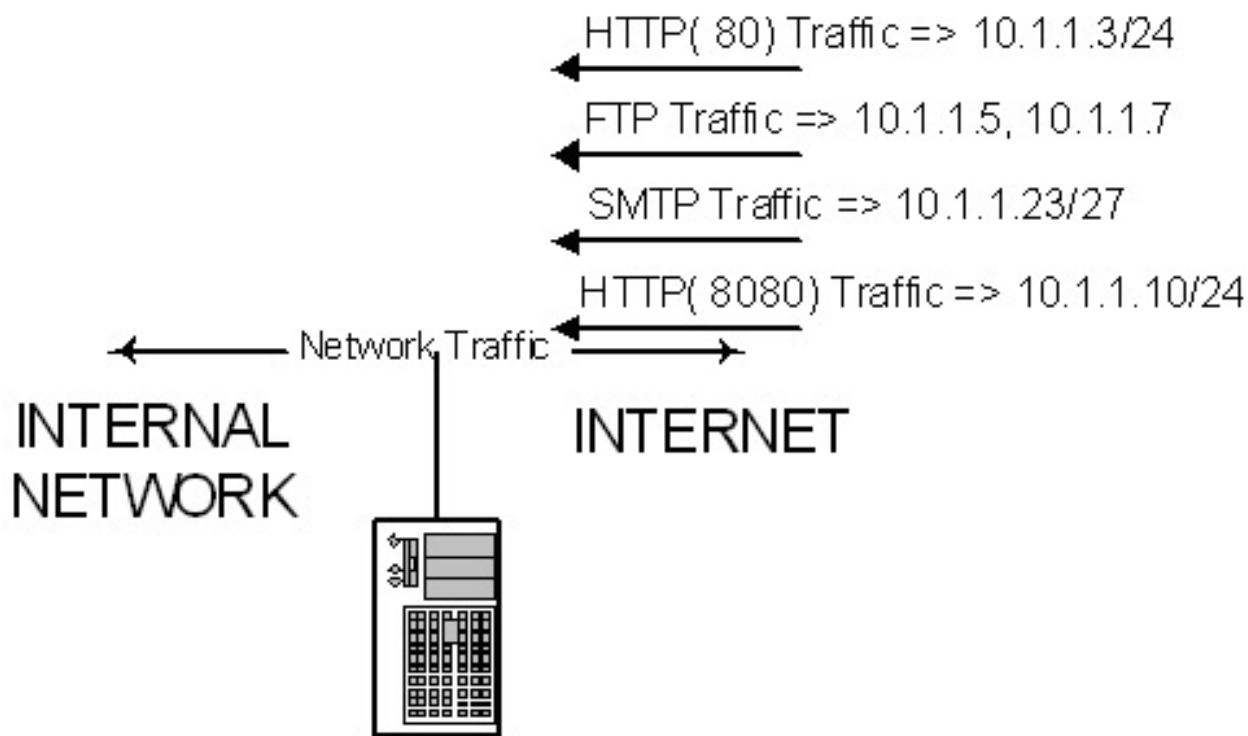 HTTP( 80) Traffic => 10.1.1.3/24
FTP Traffic => 10.1.1.5, 10.1.1.7
SMTP Traffic => 10.1.1.23/27
HTTP( 8080) Traffic => 10.1.1.10/24
Network Traffic
INTERNAL
NETWORK
INTERNET